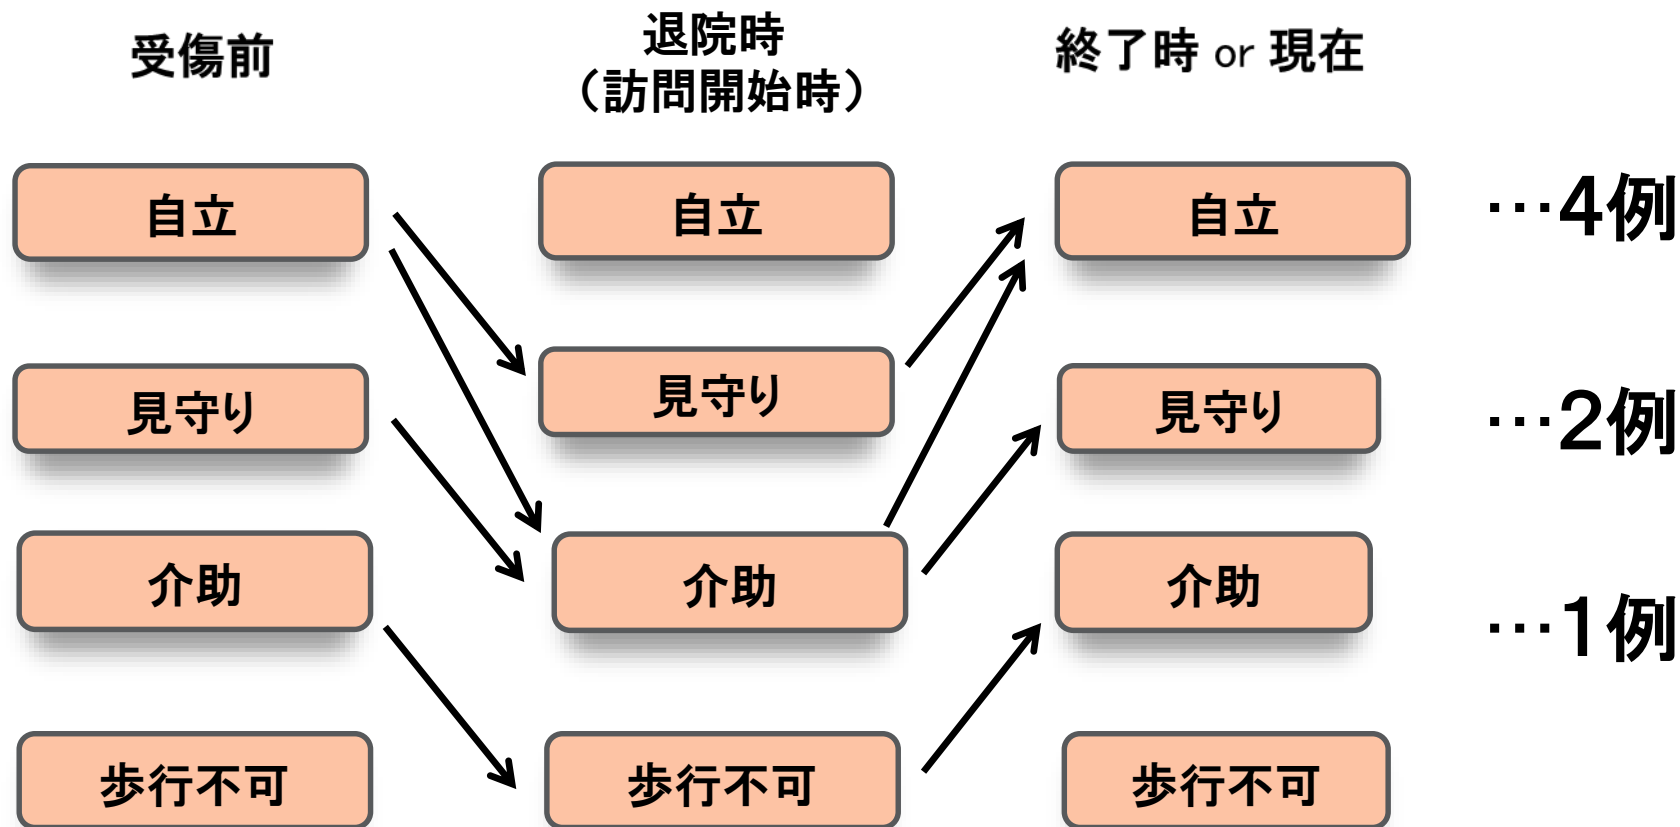 受傷前
退院時
（訪問開始時）
終了時 or 現在
自立
自立
自立
…4例
見守り
見守り
見守り
…2例
介助
介助
介助
…1例
歩行不可
歩行不可
歩行不可